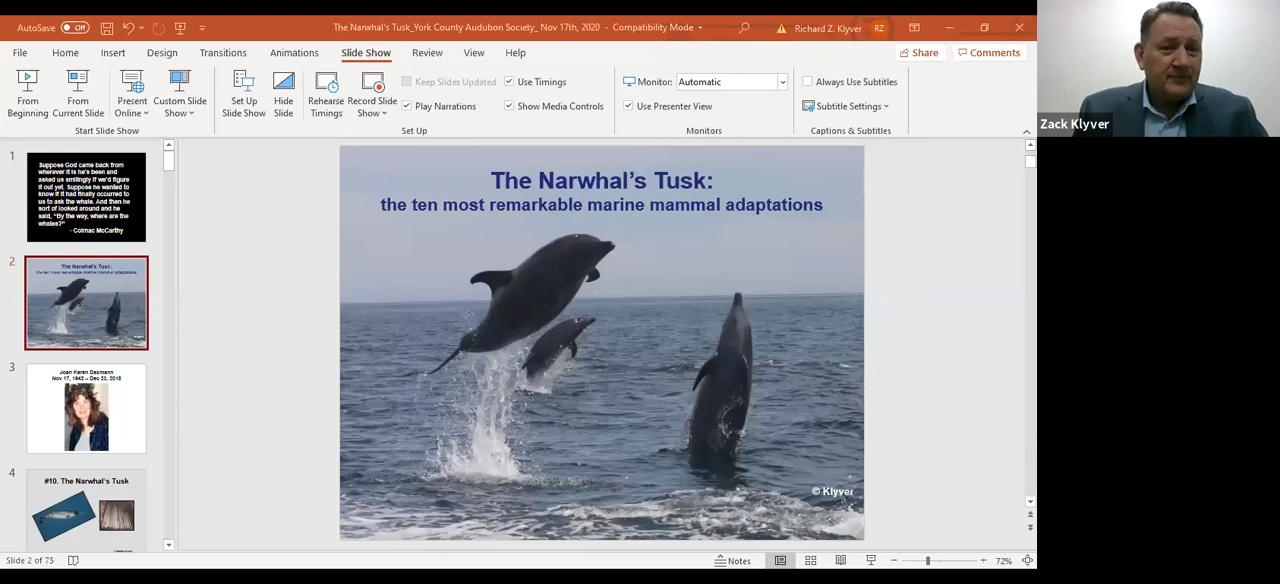 AutoSave
Off
The Narwhal's Tusk_York County Audubon Society_ Nov 17th, 2020 - Compatibility Mode
Richard Z. Klyver
RZ
File
Home
Insert
Design
Transitions
Animations
Slide Show
Review
View
Help
Share
Comments
From
Beginning
From
Current Slide
Present
Online
Custom Slide
Show
Start Slide Show
Set Up
Slide Show
Hide
Slide
Rehearse
Timings
Record Slide
Show
Keep Slides Updated
Play Narrations
Use Timings
Show Media Controls
Set Up
Monitor:
Automatic
Use Presenter View
Monitors
Always Use Subtitles
Subtitle Settings
Captions & Subtitles
Zack Klyver
1
Suppose God came back from
wherever it is he's been and
asked us smilingly if we'd figure
it out yet. Suppose he wanted to
know if it had finally occurred to
us to ask the whale. And then he
sort of looked around and he
said, "By the way, where are the
whales?"
- Colmac McCarthy
2
The Narwhal's Tusk:
the ten most remarkable marine mammal adaptations
3
Joan Karen Dasmann
Nov 17, 1942 – Dec 23, 2018
4
#10. The Narwhal's Tusk
The Narwhal's Tusk:
the ten most remarkable marine mammal adaptations
© Klyver
Slide 2 of 75
Notes
72%